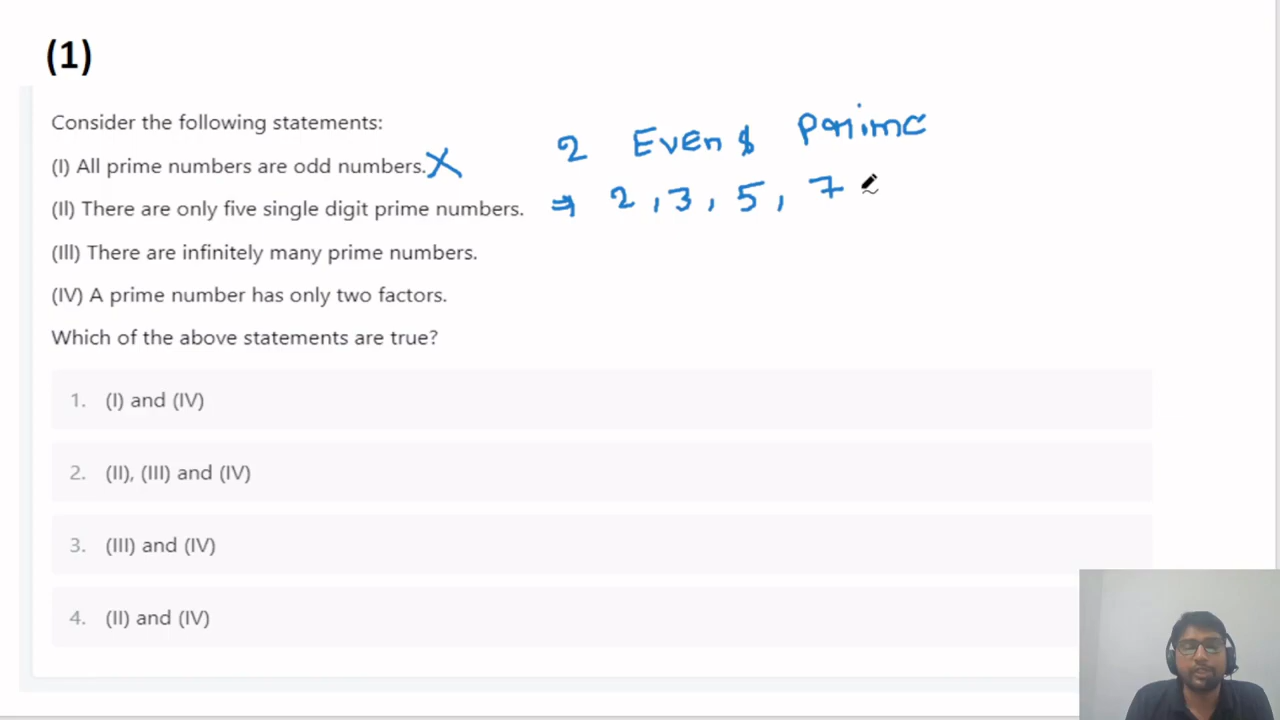 (1)
Consider the following statements:
(I) All prime numbers are odd numbers. X
2 Even & Prime
(II) There are only five single digit prime numbers. ⇒ 2, 3, 5, 7
(III) There are infinitely many prime numbers.
(IV) A prime number has only two factors.
Which of the above statements are true?
1. (I) and (IV)
2. (II), (III) and (IV)
3. (III) and (IV)
4. (II) and (IV)